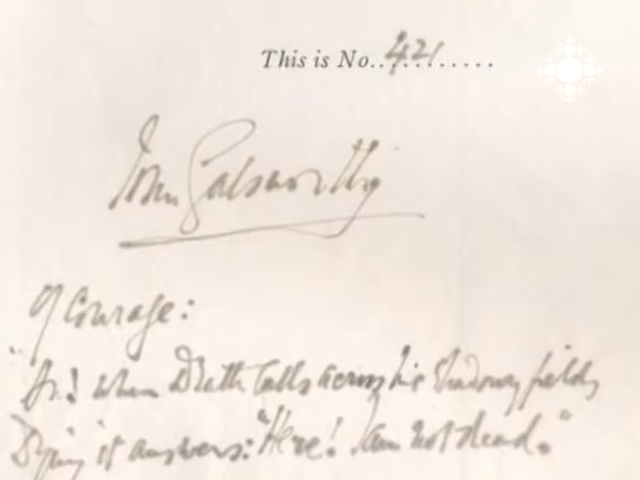 This is No..421..........
John Galsworthy
Of Courage:
"For! when Death calls across his shadowy fields
Dying it answers: "Here! I am not dead."